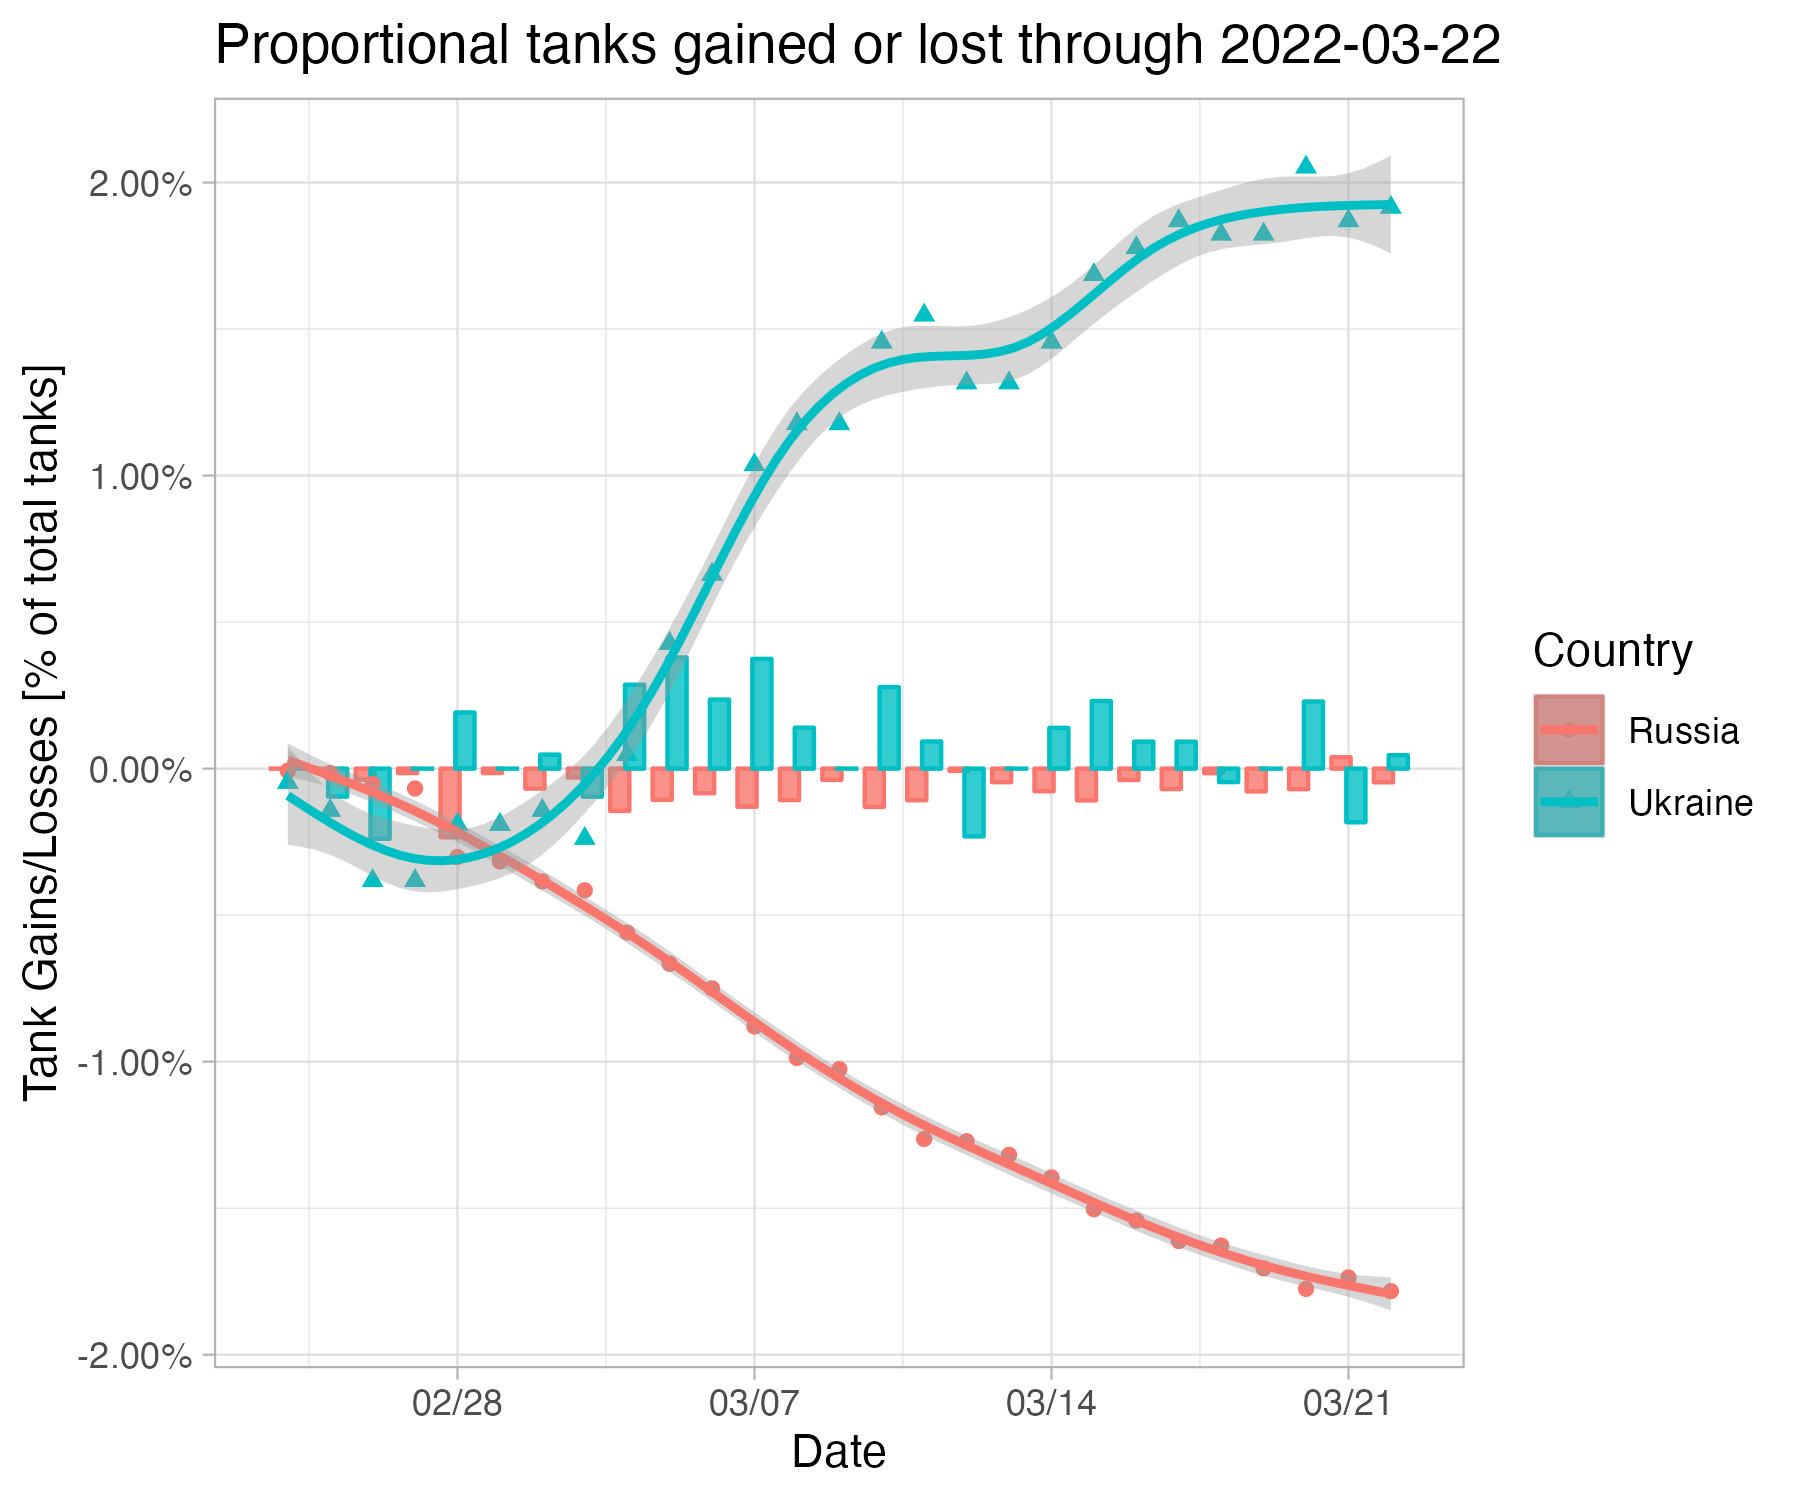 Proportional tanks gained or lost through 2022-03-22
Tank Gains/Losses [% of total tanks]
2.00%
1.00%
0.00%
-1.00%
-2.00%
02/28
03/07
03/14
03/21
Date
Country
Russia
Ukraine